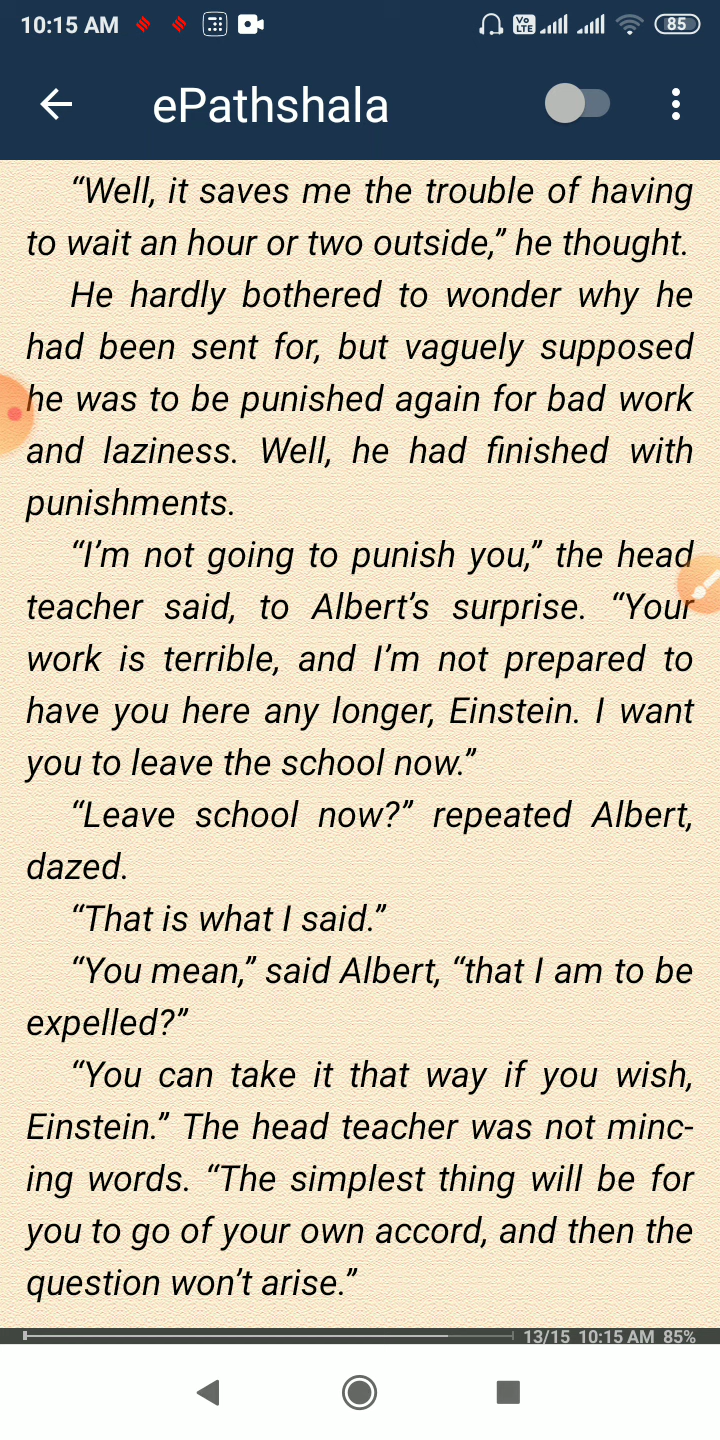 10:15 AM
Vo LTE
85
ePathshala
“Well, it saves me the trouble of having
to wait an hour or two outside,” he thought.
He hardly bothered to wonder why he
had been sent for, but vaguely supposed
he was to be punished again for bad work
and laziness. Well, he had finished with
punishments.
“I’m not going to punish you,” the head
teacher said, to Albert’s surprise. “Your
work is terrible, and I’m not prepared to
have you here any longer, Einstein. I want
you to leave the school now.”
“Leave school now?” repeated Albert,
dazed.
“That is what I said.”
“You mean,” said Albert, “that I am to be
expelled?”
“You can take it that way if you wish,
Einstein.” The head teacher was not minc-
ing words. “The simplest thing will be for
you to go of your own accord, and then the
question won’t arise.”
13/15 10:15 AM 85%